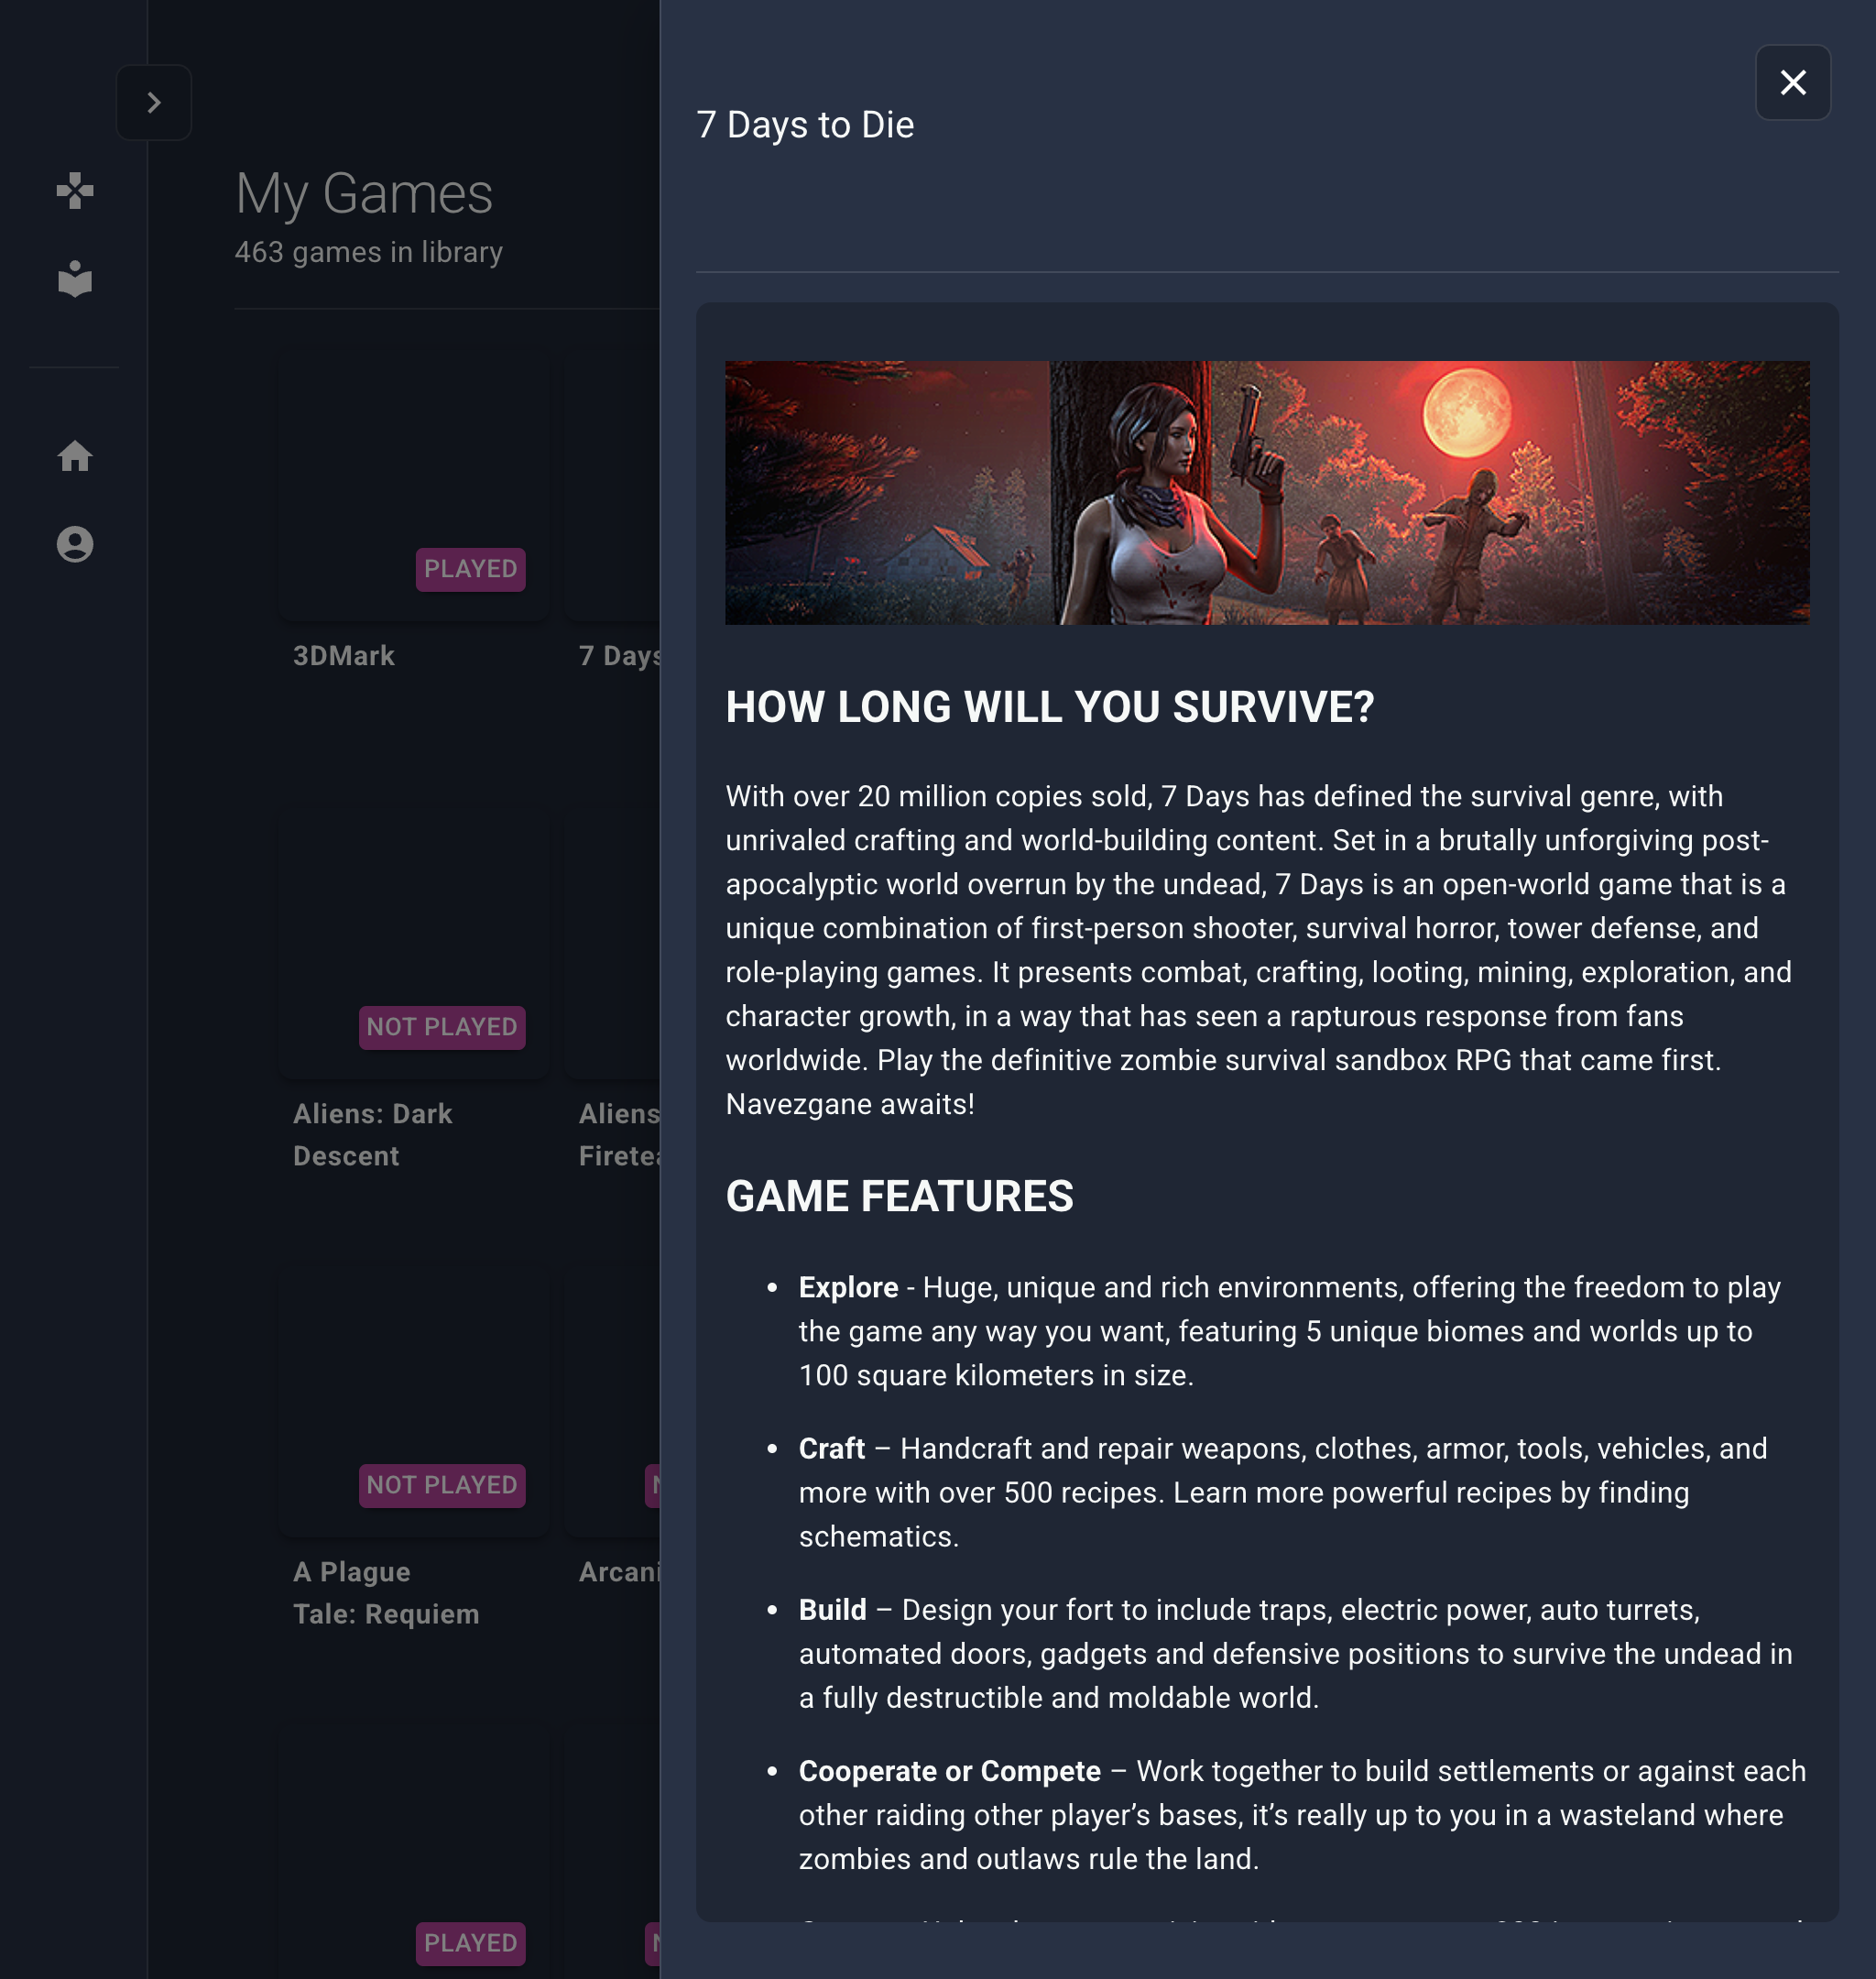 My Games
463 games in library
PLAYED
3DMark
7 Days
NOT PLAYED
Aliens: Dark
Descent
Aliens
NOT PLAYED
A Plague
Tale: Requiem
PLAYED
7 Days to Die
HOW LONG WILL YOU SURVIVE?
With over 20 million copies sold, 7 Days has defined the survival genre, with
unrivaled crafting and world-building content. Set in a brutally unforgiving post-
apocalyptic world overrun by the undead, 7 Days is an open-world game that is a
unique combination of first-person shooter, survival horror, tower defense, and
role-playing games. It presents combat, crafting, looting, mining, exploration, and
character growth, in a way that has seen a rapturous response from fans
worldwide. Play the definitive zombie survival sandbox RPG that came first.
Navezgane awaits!
GAME FEATURES
• Explore - Huge, unique and rich environments, offering the freedom to play
the game any way you want, featuring 5 unique biomes and worlds up to
100 square kilometers in size.
• Craft – Handcraft and repair weapons, clothes, armor, tools, vehicles, and
more with over 500 recipes. Learn more powerful recipes by finding
schematics.
• Build – Design your fort to include traps, electric power, auto turrets,
automated doors, gadgets and defensive positions to survive the undead in
a fully destructible and moldable world.
• Cooperate or Compete – Work together to build settlements or against each
other raiding other player’s bases, it’s really up to you in a wasteland where
zombies and outlaws rule the land.